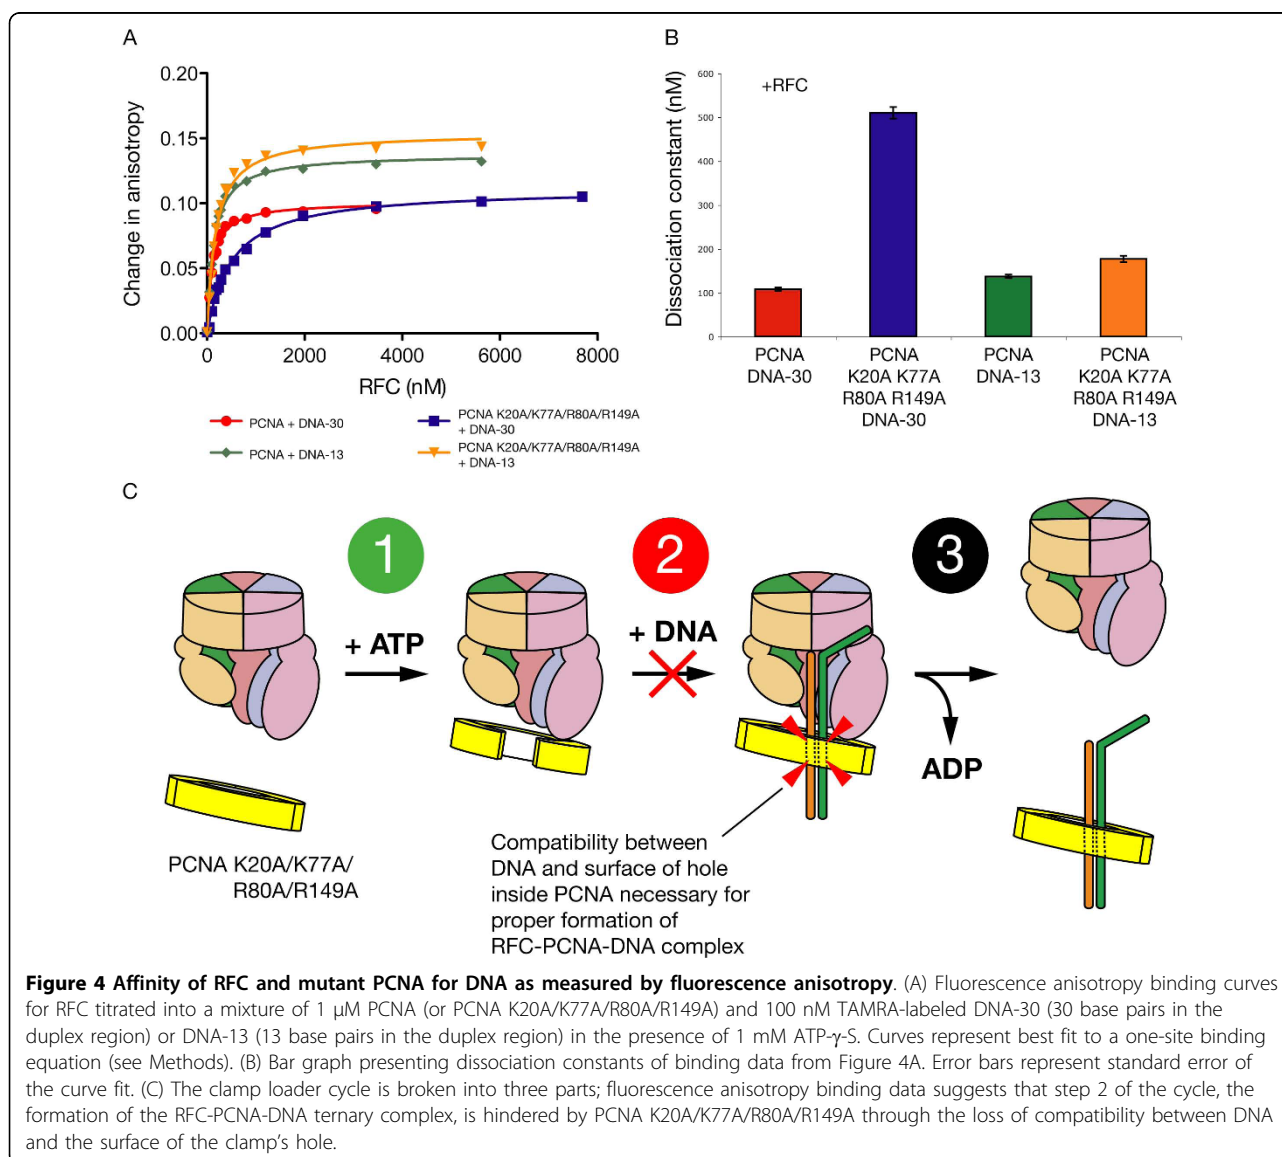 A
Change in anisotropy
0.20
0.15
0.10
0.05
0.00
0
2000
4000
6000
8000
RFC (nM)
PCNA + DNA-30
PCNA + DNA-13
PCNA K20A/K77A/R80A/R149A
+ DNA-30
PCNA K20A/K77A/R80A/R149A
+ DNA-13
B
Dissociation constant (nM)
600
500
400
300
200
100
0
+RFC
PCNA
DNA-30
PCNA
K20A K77A
R80A R149A
DNA-30
PCNA
DNA-13
PCNA
K20A K77A
R80A R149A
DNA-13
C
1
+ ATP
2
+ DNA
3
ADP
PCNA K20A/K77A/
R80A/R149A
Compatibility between
DNA and surface of hole
inside PCNA necessary for
proper formation of
RFC-PCNA-DNA complex
Figure 4 Affinity of RFC and mutant PCNA for DNA as measured by fluorescence anisotropy. (A) Fluorescence anisotropy binding curves
for RFC titrated into a mixture of 1 μM PCNA (or PCNA K20A/K77A/R80A/R149A) and 100 nM TAMRA-labeled DNA-30 (30 base pairs in the
duplex region) or DNA-13 (13 base pairs in the duplex region) in the presence of 1 mM ATP-γ-S. Curves represent best fit to a one-site binding
equation (see Methods). (B) Bar graph presenting dissociation constants of binding data from Figure 4A. Error bars represent standard error of
the curve fit. (C) The clamp loader cycle is broken into three parts; fluorescence anisotropy binding data suggests that step 2 of the cycle, the
formation of the RFC-PCNA-DNA ternary complex, is hindered by PCNA K20A/K77A/R80A/R149A through the loss of compatibility between DNA
and the surface of the clamp's hole.